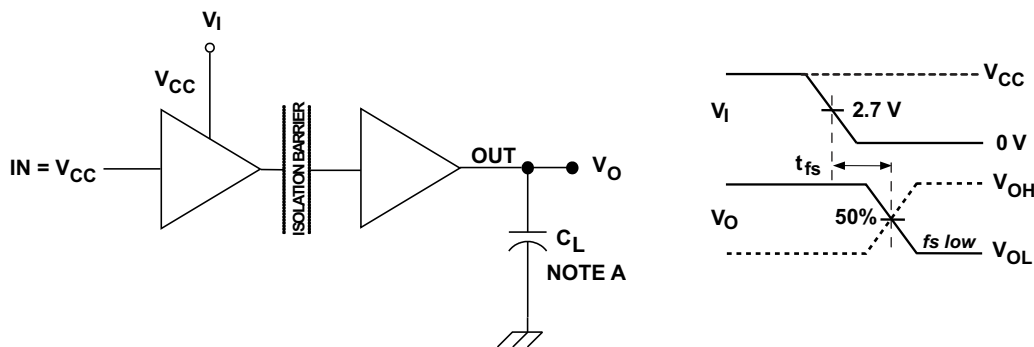 VI
VCC
IN = VCC
ISOLATION BARRIER
OUT
VO
CL
NOTE A
VCC
VI
2.7 V
0 V
tfs
VOH
VO
50%
fs low
VOL